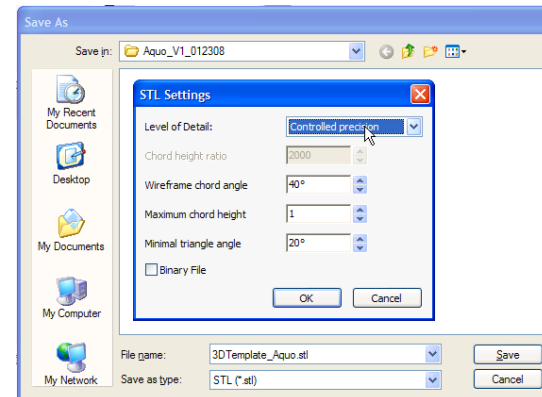 Save As
Save in:
Aquo_V1_012308
My Recent
Documents
Desktop
My Documents
My Computer
My Network
STL Settings
Level of Detail:
Controlled precision
Chord height ratio
2000
Wireframe chord angle
40°
Maximum chord height
1
Minimal triangle angle
20°
Binary File
OK
Cancel
File name:
3DTemplate_Aquo.stl
Save
Save as type:
STL (*.stl)
Cancel